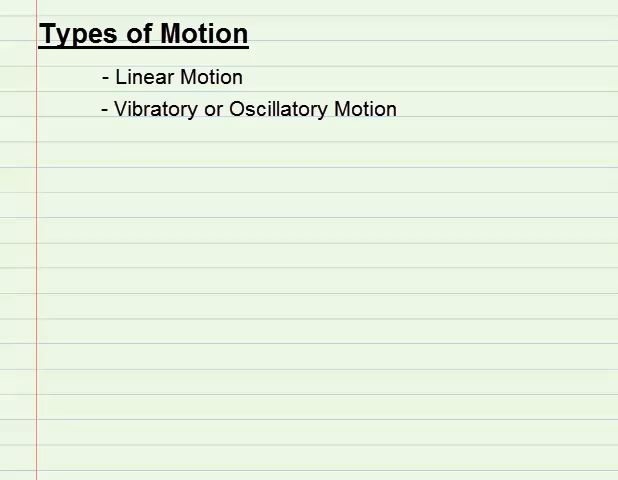 Types of Motion
- Linear Motion
- Vibratory or Oscillatory Motion